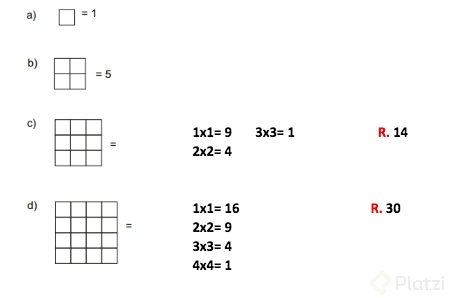 a) = 1
b) = 5
c) =
1x1= 9 3x3= 1 R. 14
2x2= 4
d) =
1x1= 16 R. 30
2x2= 9
3x3= 4
4x4= 1
Platzi